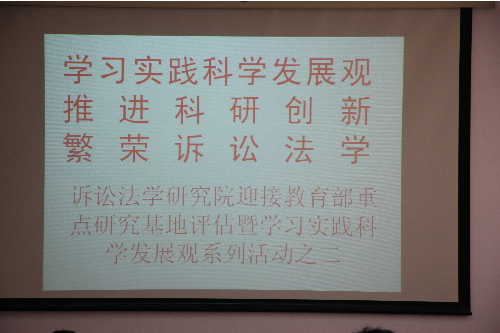 学习实践科学发展观
推进科研创新
繁荣诉讼法学
诉讼法学研究院迎接教育部重
点研究基地评估暨学习实践科
学发展观系列活动之二